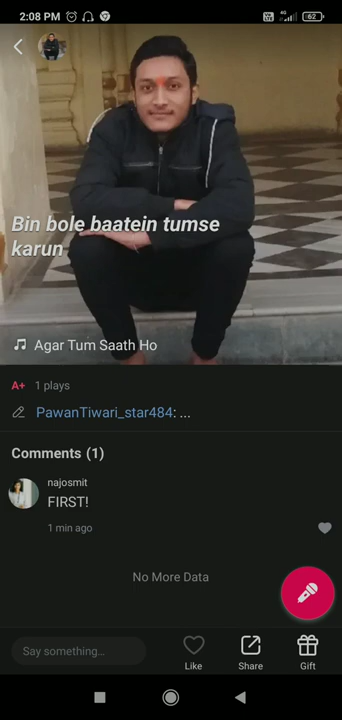 2:08 PM
4G
62
Bin bole baatein tumse
karun
Agar Tum Saath Ho
A+ 1 plays
PawanTiwari_star484: ...
Comments (1)
najosmit
FIRST!
1 min ago
No More Data
Say something...
Like
Share
Gift